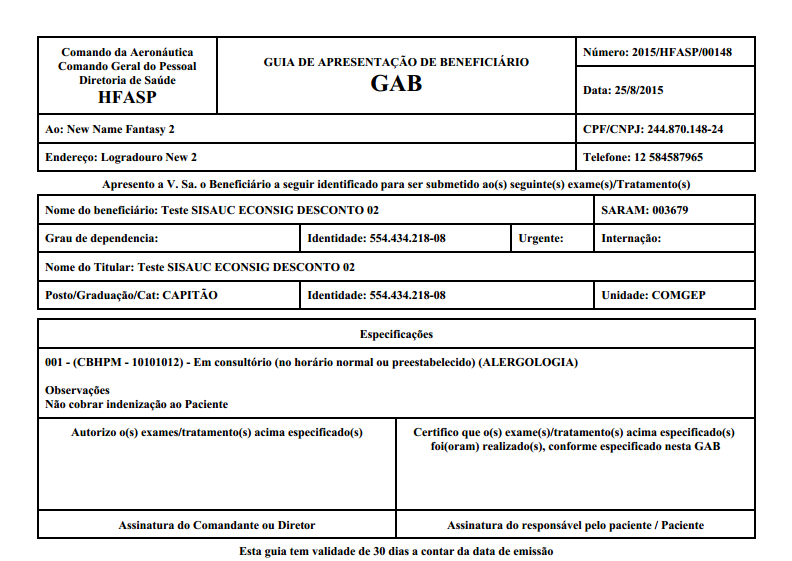 Comando da Aeronáutica
Comando Geral do Pessoal
Diretoria de Saúde
HFASP
GUIA DE APRESENTAÇÃO DE BENEFICIÁRIO
GAB
Número: 2015/HFASP/00148
Data: 25/8/2015
Ao: New Name Fantasy 2
CPF/CNPJ: 244.870.148-24
Endereço: Logradouro New 2
Telefone: 12 584587965
Apresento a V. Sa. o Beneficiário a seguir identificado para ser submetido ao(s) seguinte(s) exame(s)/Tratamento(s)
Nome do beneficiário: Teste SISAUC ECONSIG DESCONTO 02
SARAM: 003679
Grau de dependencia:
Identidade: 554.434.218-08
Urgente:
Internação:
Nome do Titular: Teste SISAUC ECONSIG DESCONTO 02
Posto/Graduação/Cat: CAPITÃO
Identidade: 554.434.218-08
Unidade: COMGEP
Especificações
001 - (CBHPM - 10101012) - Em consultório (no horário normal ou preestabelecido) (ALERGOLOGIA)
Observações
Não cobrar indenização ao Paciente
Autorizo o(s) exames/tratamento(s) acima especificado(s)
Certifico que o(s) exame(s)/tratamento(s) acima especificado(s)
foi(oram) realizado(s), conforme especificado nesta GAB
Assinatura do Comandante ou Diretor
Assinatura do responsável pelo paciente / Paciente
Esta guia tem validade de 30 dias a contar da data de emissão